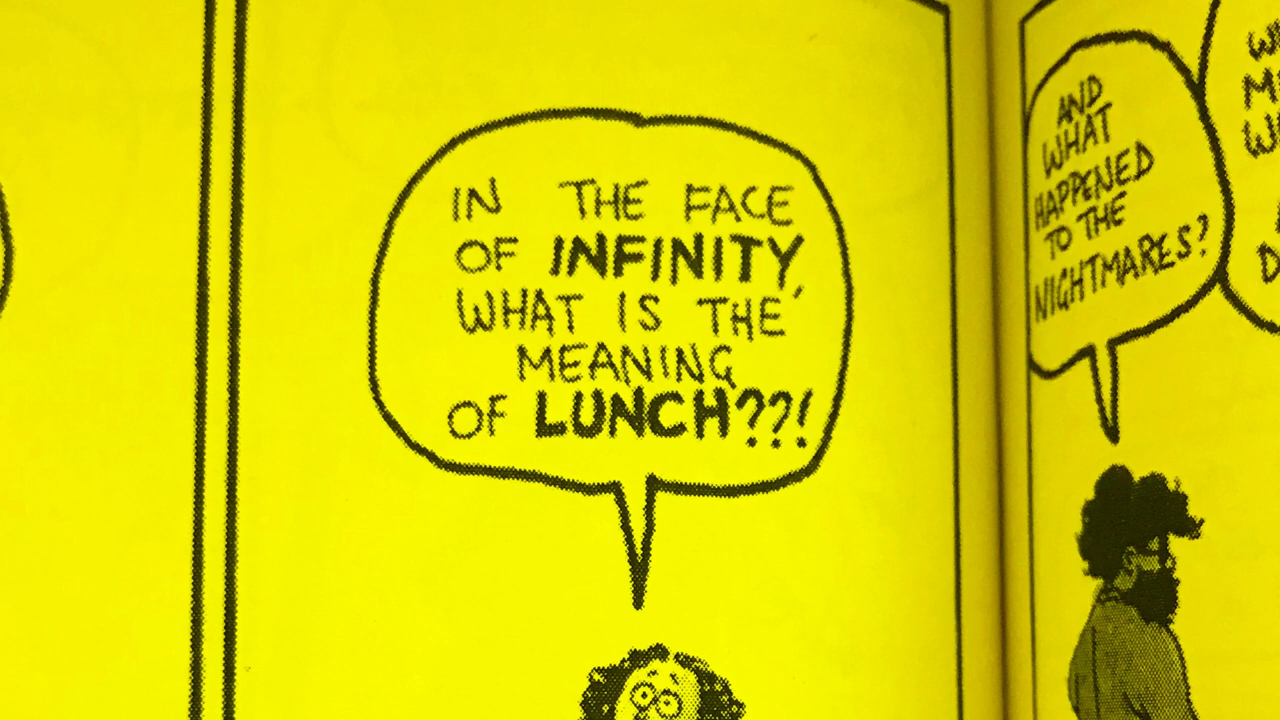 IN THE FACE
OF INFINITY,
WHAT IS THE
MEANING
OF LUNCH??!
AND
WHAT
HAPPENED
TO THE
NIGHTMARES?